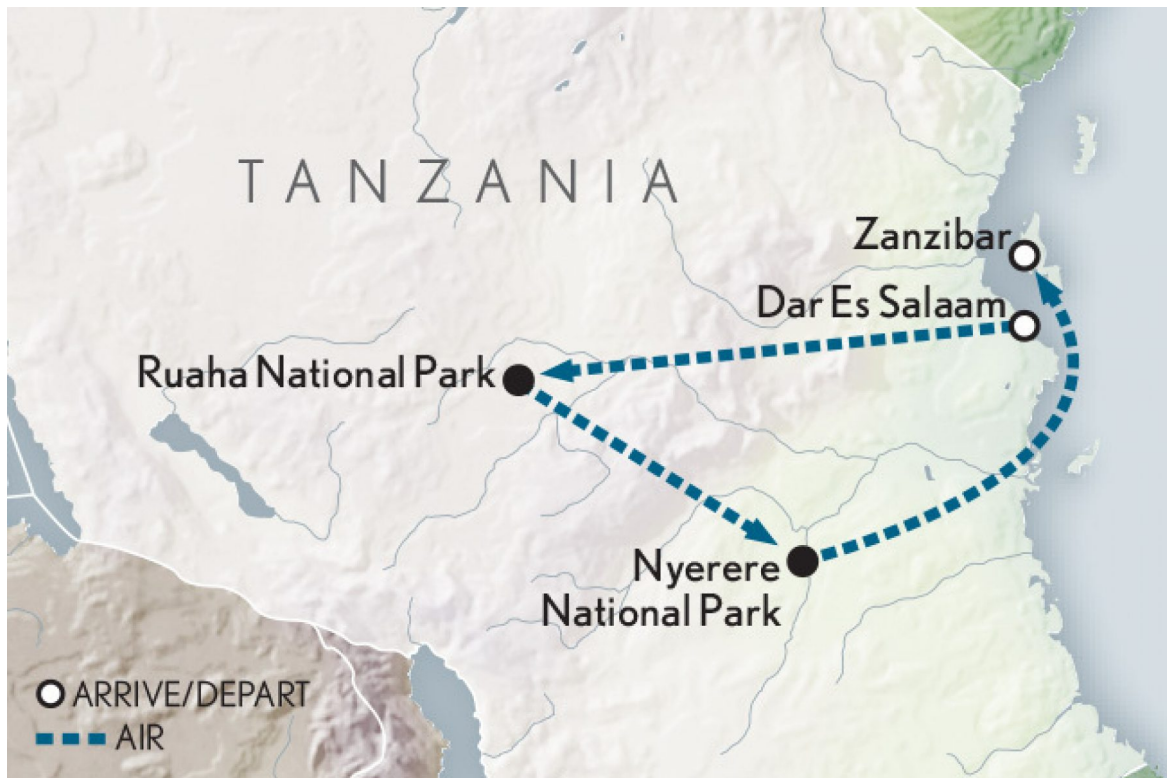 TANZANIA
Zanzibar
Dar Es Salaam
Ruaha National Park
Nyerere
National Park
ARRIVE/DEPART
AIR